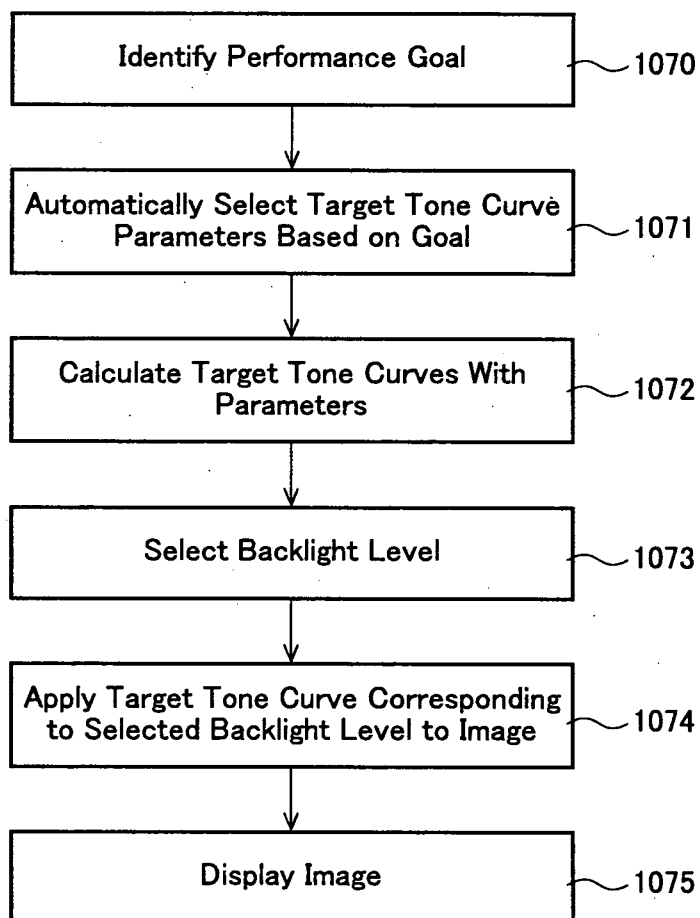 Identify Performance Goal
1070
Automatically Select Target Tone Curve
Parameters Based on Goal
1071
Calculate Target Tone Curves With
Parameters
1072
Select Backlight Level
1073
Apply Target Tone Curve Corresponding
to Selected Backlight Level to Image
1074
Display Image
1075